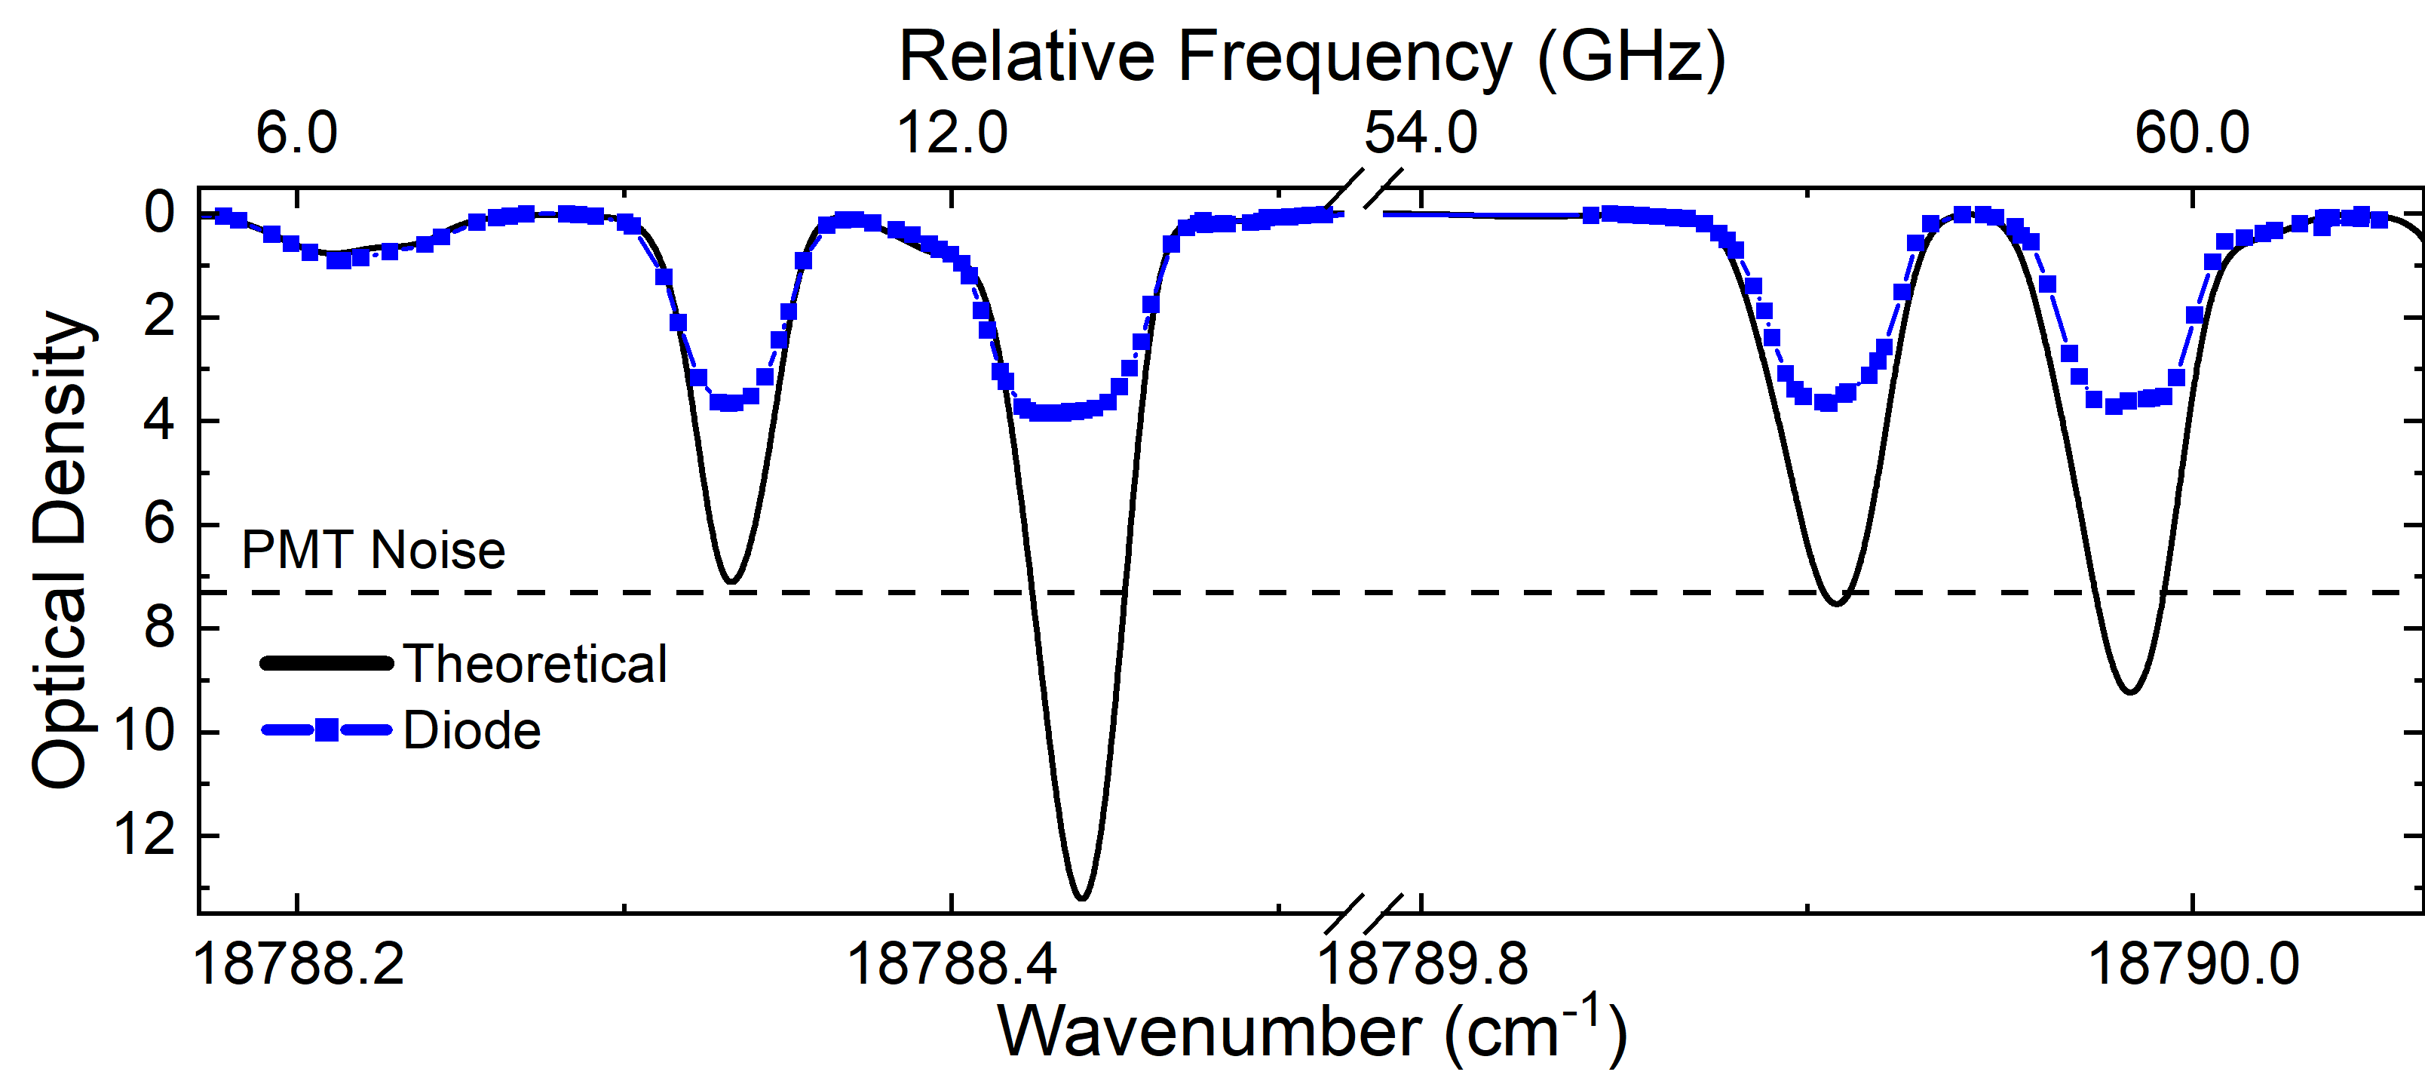 Relative Frequency (GHz)
6.0 12.0 54.0 60.0
0
2
4
6
8
10
12
Optical Density
PMT Noise
Theoretical
Diode
18788.2 18788.4 18789.8 18790.0
Wavenumber (cm⁻¹)